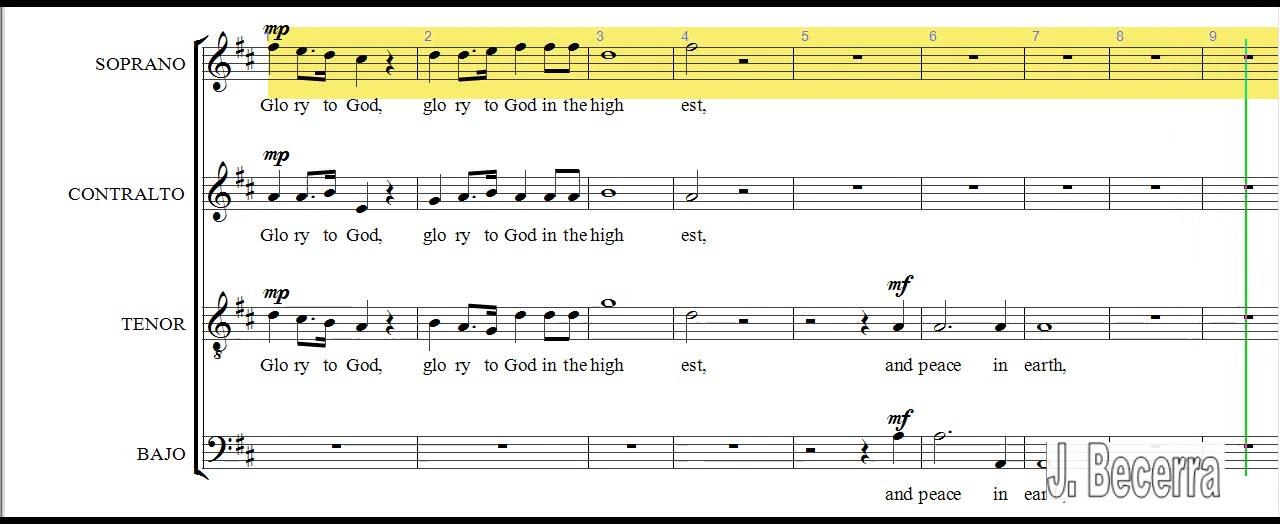 mp
1 2 3 4 5 6 7 8 9
SOPRANO
Glo ry to God, glo ry to God in the high est,
mp
CONTRALTO
Glo ry to God, glo ry to God in the high est,
mp
mf
TENOR
8
Glo ry to God, glo ry to God in the high est, and peace in earth,
mf
BAJO
J. Becerra
and peace in ear